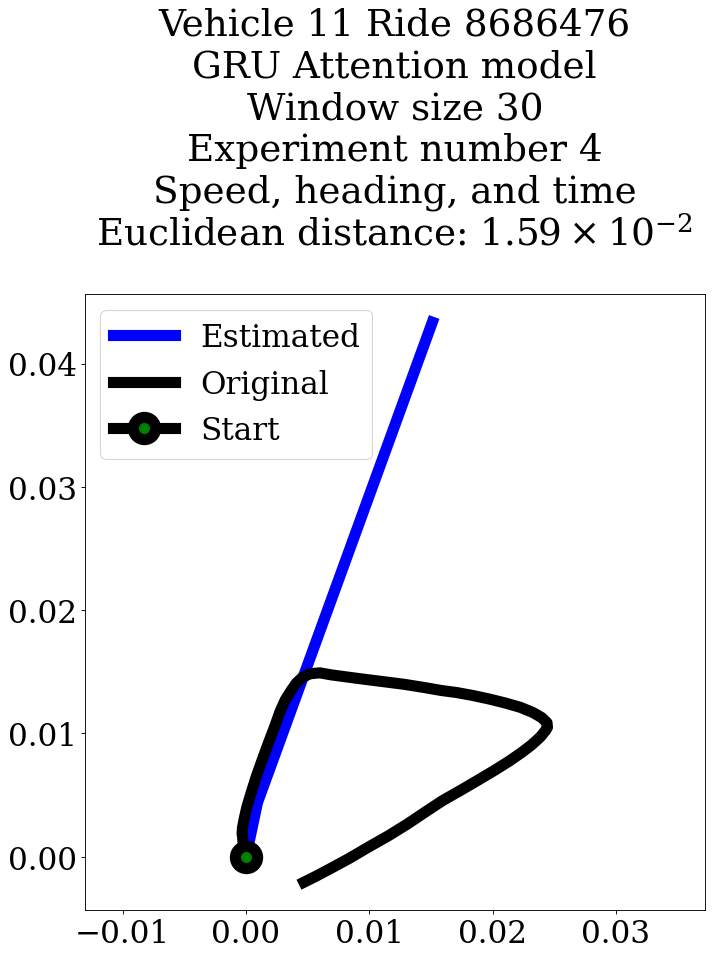 Vehicle 11 Ride 8686476
GRU Attention model
Window size 30
Experiment number 4
Speed, heading, and time
Euclidean distance: 1.59 × 10⁻²
Estimated
Original
Start
0.04
0.03
0.02
0.01
0.00
−0.01 0.00 0.01 0.02 0.03